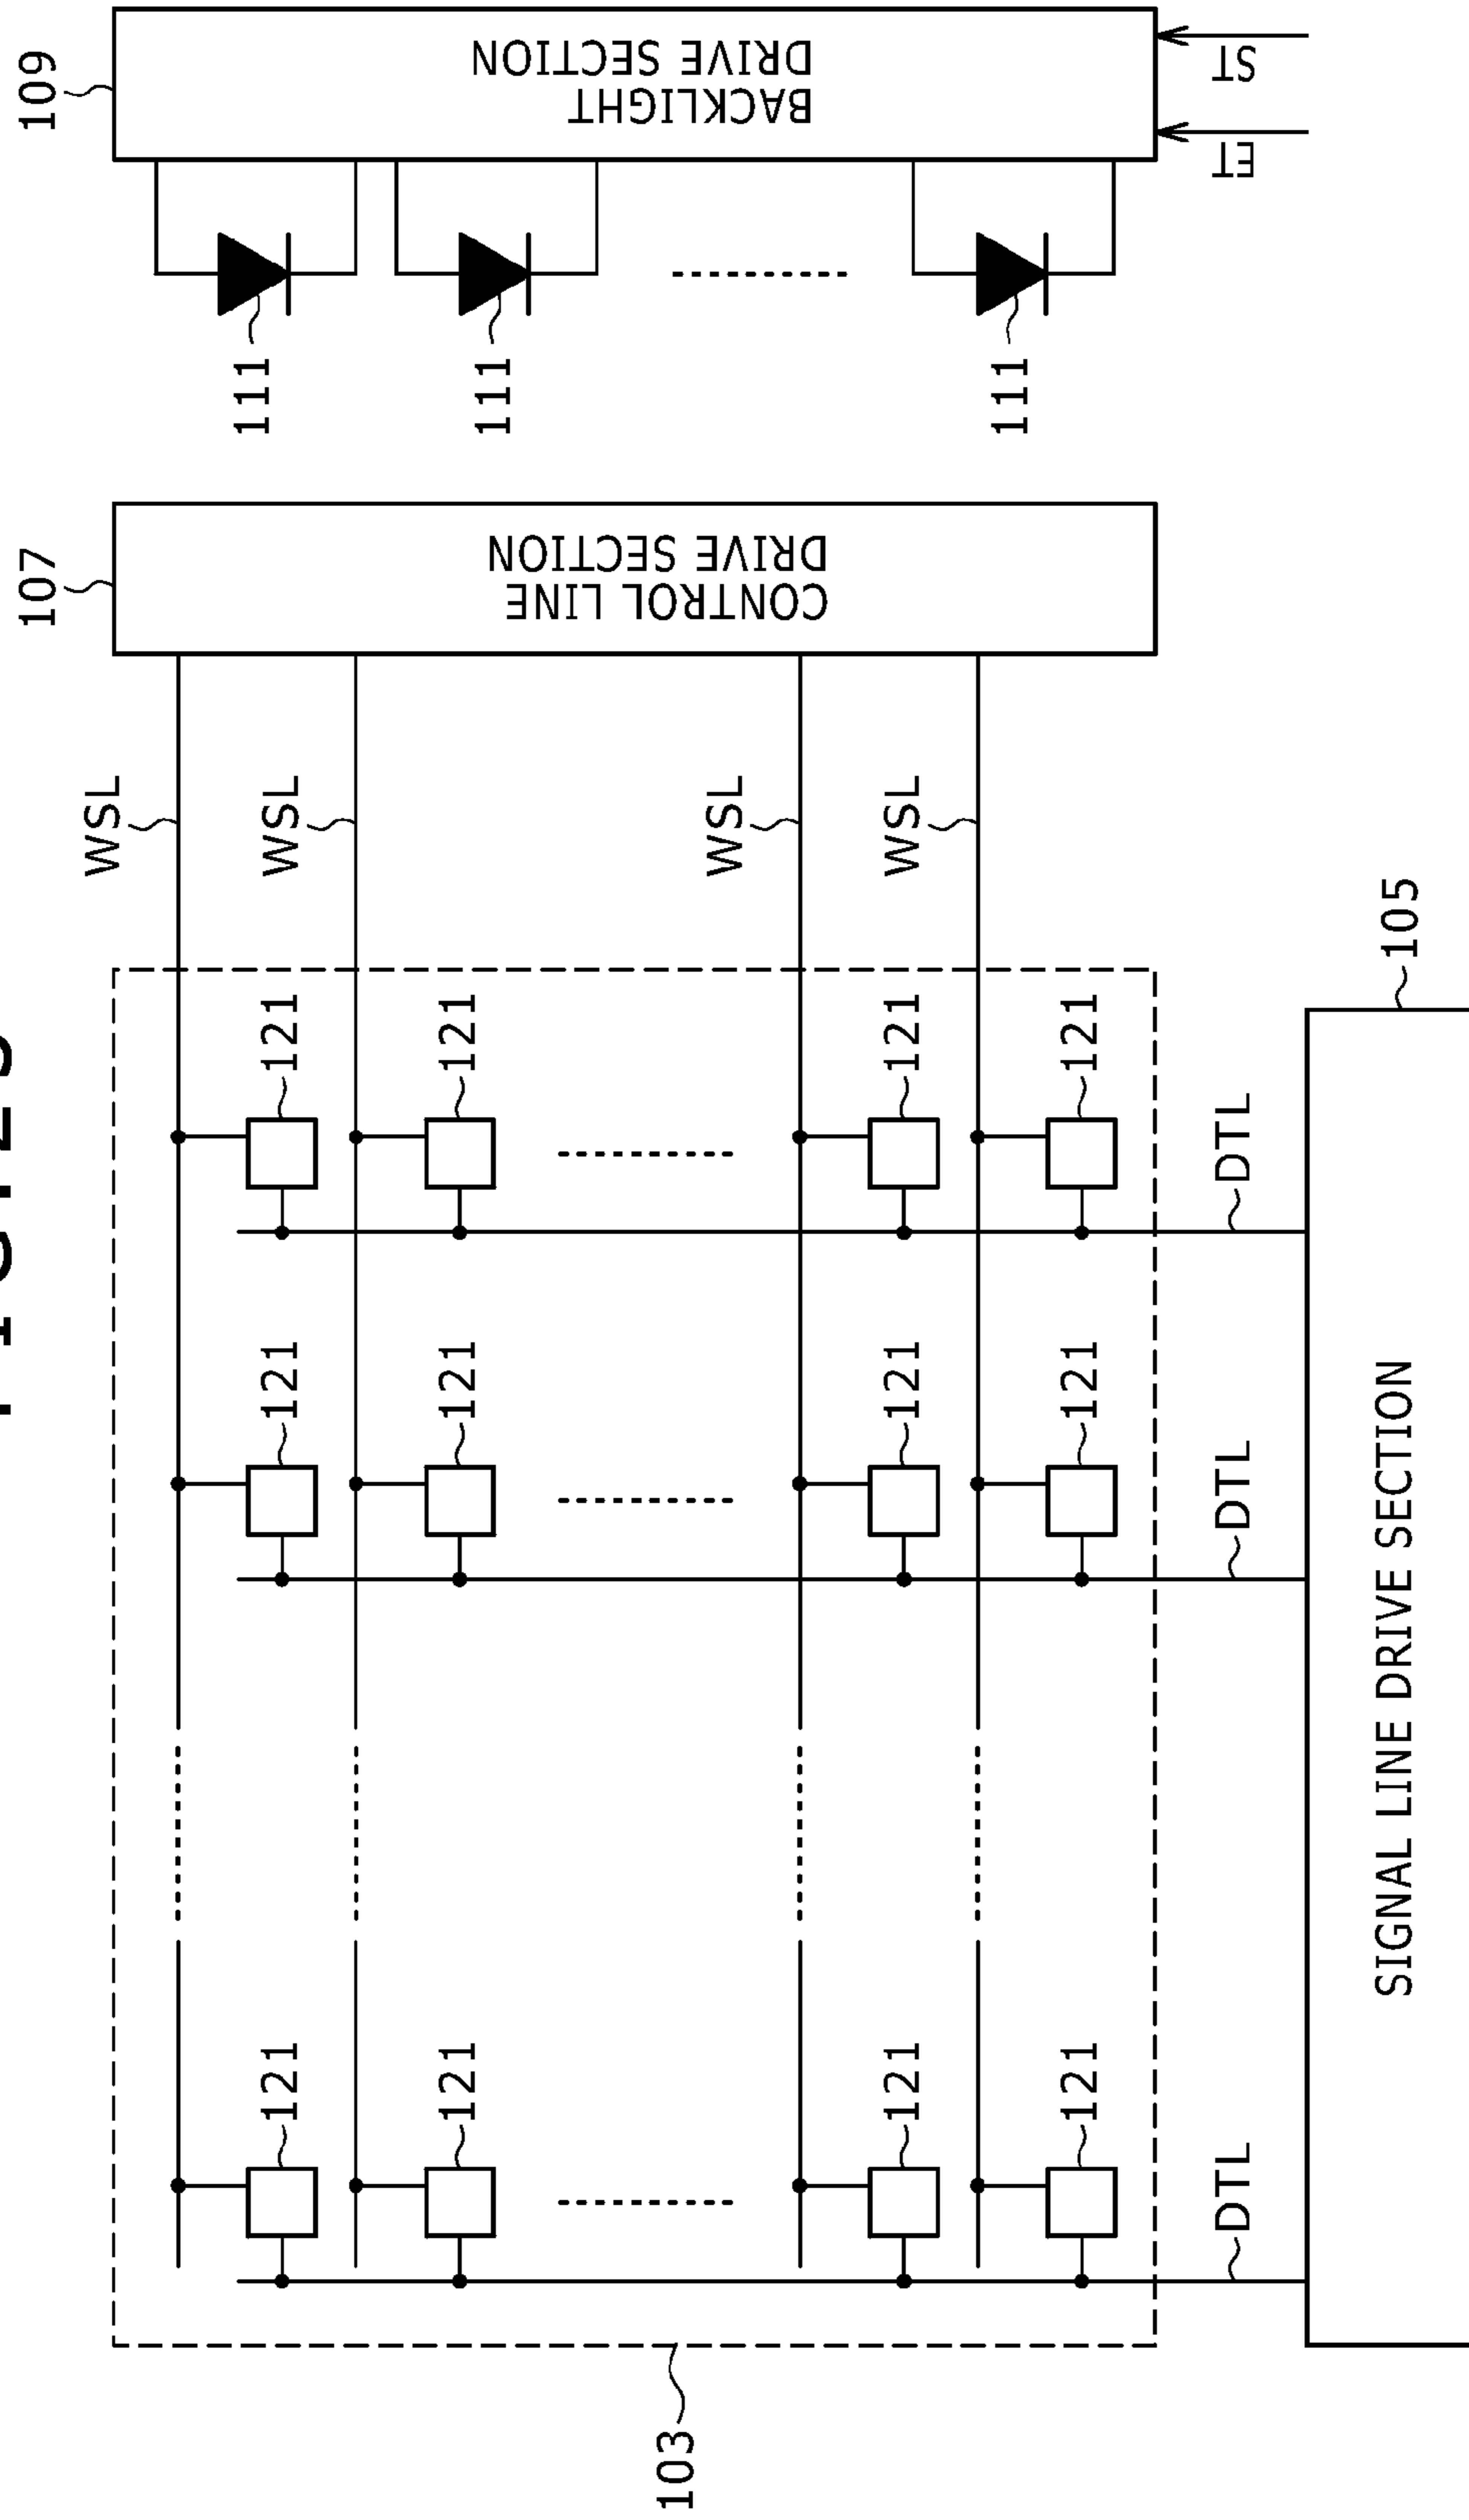 109
BACKLIGHT
DRIVE SECTION
ST
ET
111
111
111
107
CONTROL LINE
DRIVE SECTION
WSL
WSL
WSL
WSL
105
121
121
121
121
DTL
121
121
121
121
DTL
SIGNAL LINE DRIVE SECTION
121
121
121
121
DTL
103